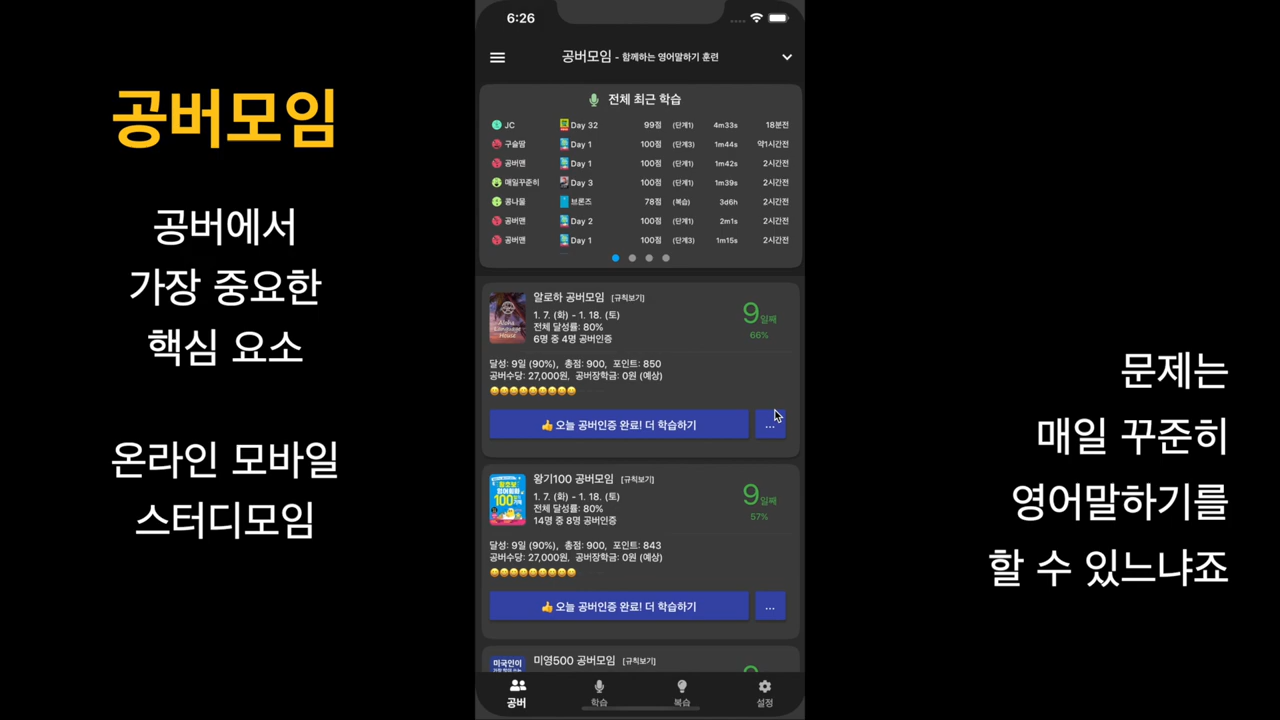 공버모임
공버에서
가장 중요한
핵심 요소
온라인 모바일
스터디모임
6:26
공버모임 - 함께하는 영어말하기 훈련
전체 최근 학습
JC Day 32 99점 (단계1) 4m33s 18분전
구슬땀 Day 1 100점 (단계3) 1m44s 약1시간전
공버맨 Day 1 100점 (단계1) 1m42s 2시간전
매일꾸준히 Day 3 100점 (단계1) 1m39s 2시간전
콩나물 브론즈 78점 (복습) 3d6h 2시간전
공버맨 Day 2 100점 (단계1) 2m1s 2시간전
공버맨 Day 1 100점 (단계3) 1m15s 2시간전
Aloha
Language
House
알로하 공버모임 [규칙보기]
1. 7. (화) - 1. 18. (토)
전체 달성률: 80%
6명 중 4명 공버인증
9일째
66%
달성: 9일 (90%), 총점: 900, 포인트: 850
공버수당: 27,000원, 공버장학금: 0원 (예상)
👍 오늘 공버인증 완료! 더 학습하기
...
왕초보
영어회화
100
왕기100 공버모임 [규칙보기]
1. 7. (화) - 1. 18. (토)
전체 달성률: 80%
14명 중 8명 공버인증
9일째
57%
달성: 9일 (90%), 총점: 900, 포인트: 843
공버수당: 27,000원, 공버장학금: 0원 (예상)
👍 오늘 공버인증 완료! 더 학습하기
...
미국인이
미영500 공버모임 [규칙보기]
공버 학습 복습 설정
문제는
매일 꾸준히
영어말하기를
할 수 있느냐죠